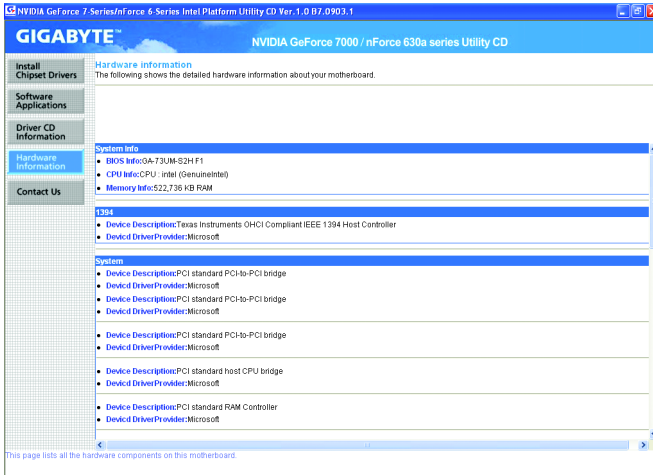 NVIDIA GeForce 7-Series/nForce 6-Series Intel Platform Utility CD Ver.1.0 B7.0903.1
GIGABYTE™
NVIDIA GeForce 7000 / nForce 630a series Utility CD
Install
Chipset Drivers
Software
Applications
Driver CD
Information
Hardware
Information
Contact Us
Hardware information
The following shows the detailed hardware information about your motherboard.
System Info
• BIOS Info:GA-73UM-S2H F1
• CPU Info:CPU : intel (GenuineIntel)
• Memory Info:522,736 KB RAM
1394
• Device Description:Texas Instruments OHCI Compliant IEEE 1394 Host Controller
• Devicd DriverProvider:Microsoft
System
• Device Description:PCI standard PCI-to-PCI bridge
• Devicd DriverProvider:Microsoft
• Device Description:PCI standard PCI-to-PCI bridge
• Devicd DriverProvider:Microsoft
• Device Description:PCI standard PCI-to-PCI bridge
• Devicd DriverProvider:Microsoft
• Device Description:PCI standard host CPU bridge
• Devicd DriverProvider:Microsoft
• Device Description:PCI standard RAM Controller
• Devicd DriverProvider:Microsoft
This page lists all the hardware components on this motherboard.